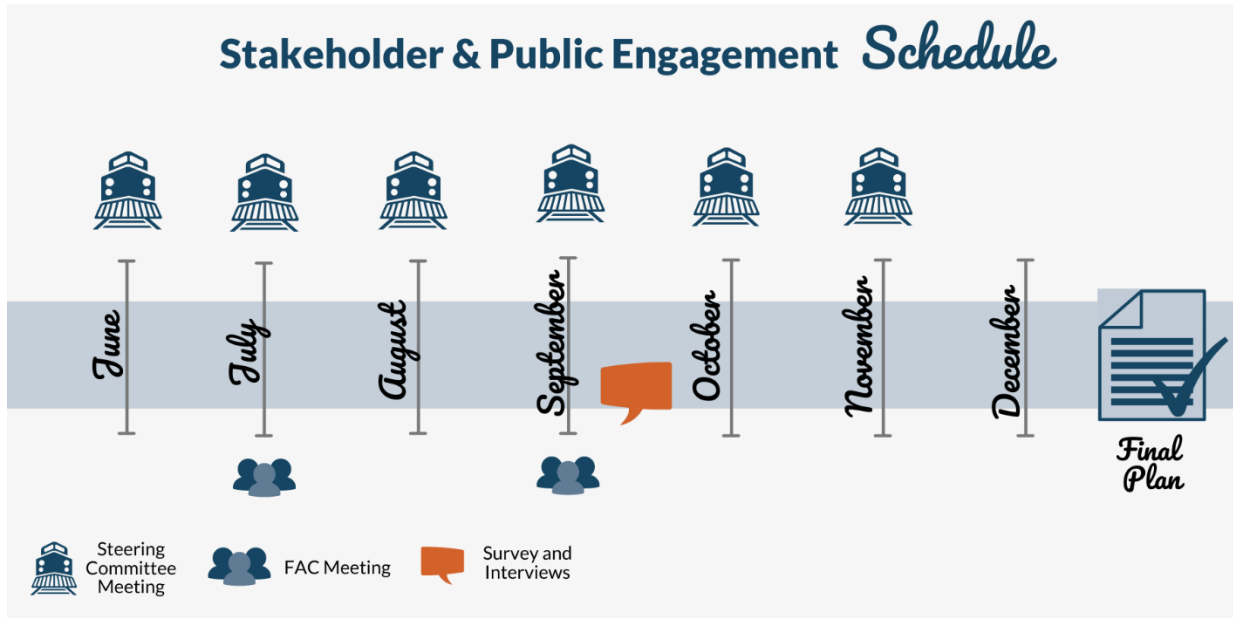 Stakeholder & Public Engagement Schedule
June
July
August
September
October
November
December
Final
Plan
Steering
Committee
Meeting
FAC Meeting
Survey and
Interviews